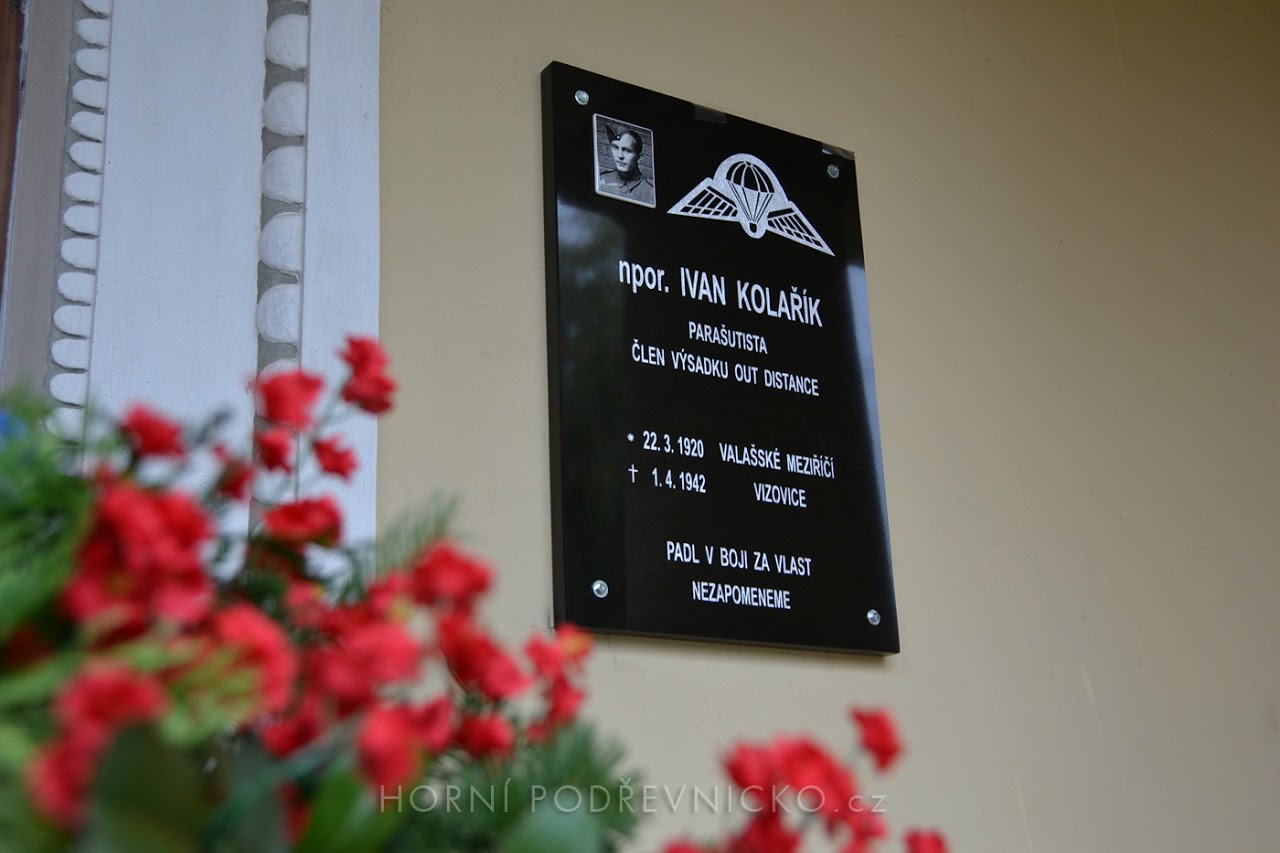 npor. IVAN KOLAŘÍK
PARAŠUTISTA
ČLEN VÝSADKU OUT DISTANCE
* 22. 3. 1920 VALAŠSKÉ MEZIŘÍČÍ
† 1. 4. 1942 VIZOVICE
PADL V BOJI ZA VLAST
NEZAPOMENEME
HORNÍ PODŘEVNICKO.cz